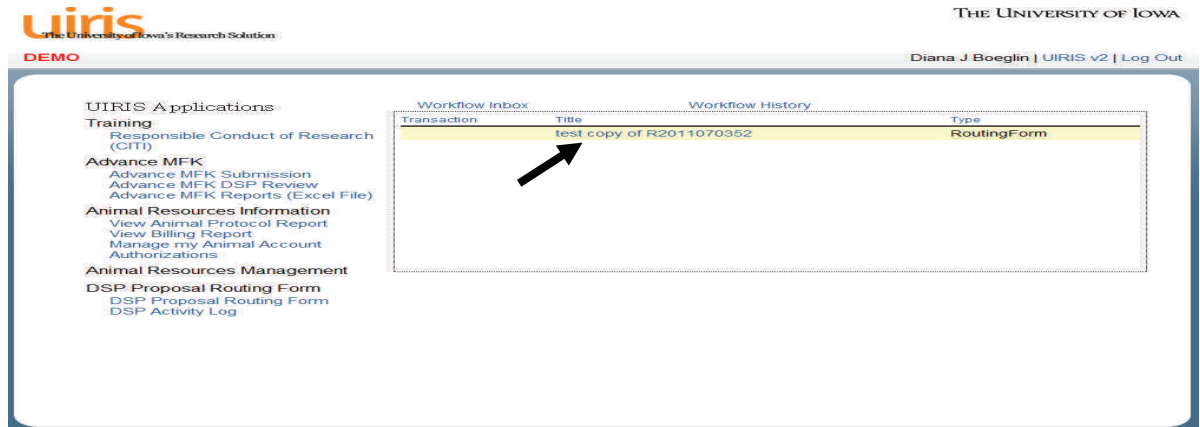 uiris
The University of Iowa's Research Solution
THE UNIVERSITY OF IOWA
DEMO
Diana J Boeglin | UIRIS v2 | Log Out
UIRIS Applications
Training
Responsible Conduct of Research
(CITI)
Advance MFK
Advance MFK Submission
Advance MFK DSP Review
Advance MFK Reports (Excel File)
Animal Resources Information
View Animal Protocol Report
View Billing Report
Manage my Animal Account
Authorizations
Animal Resources Management
DSP Proposal Routing Form
DSP Proposal Routing Form
DSP Activity Log
Workflow Inbox Workflow History
Transaction Title Type
test copy of R2011070352 RoutingForm